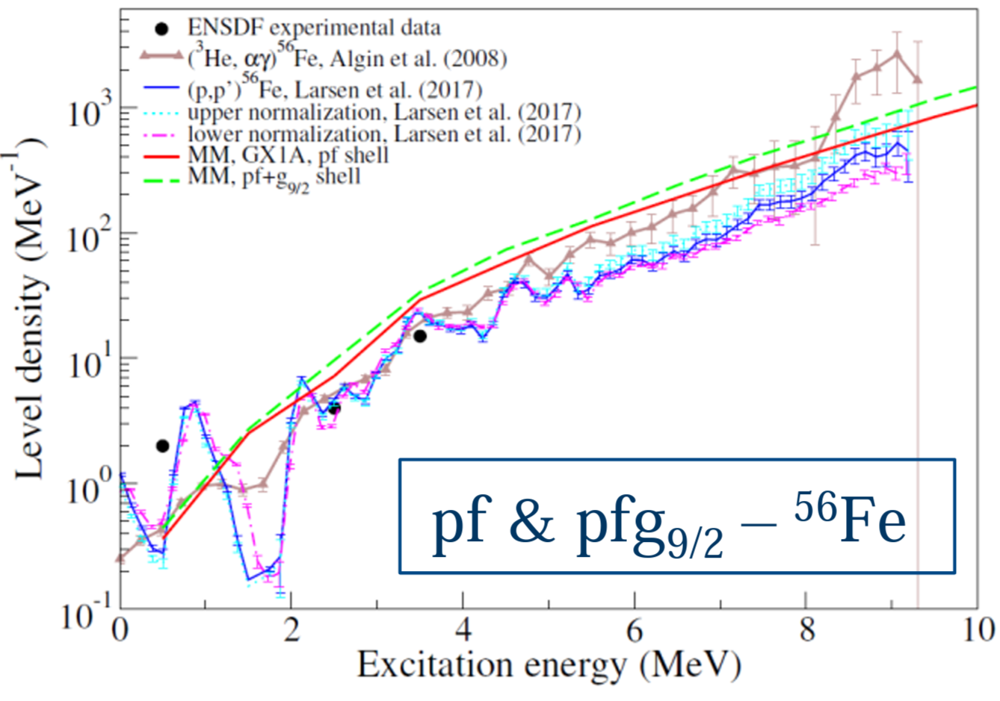 ENSDF experimental data
(³He, αγ)⁵⁶Fe, Algin et al. (2008)
(p,p’)⁵⁶Fe, Larsen et al. (2017)
upper normalization, Larsen et al. (2017)
lower normalization, Larsen et al. (2017)
MM, GX1A, pf shell
MM, pf+g₉/₂ shell
Level density (MeV⁻¹)
10³
10²
10¹
10⁰
10⁻¹
pf & pfg₉/₂ – ⁵⁶Fe
0 2 4 6 8 10
Excitation energy (MeV)